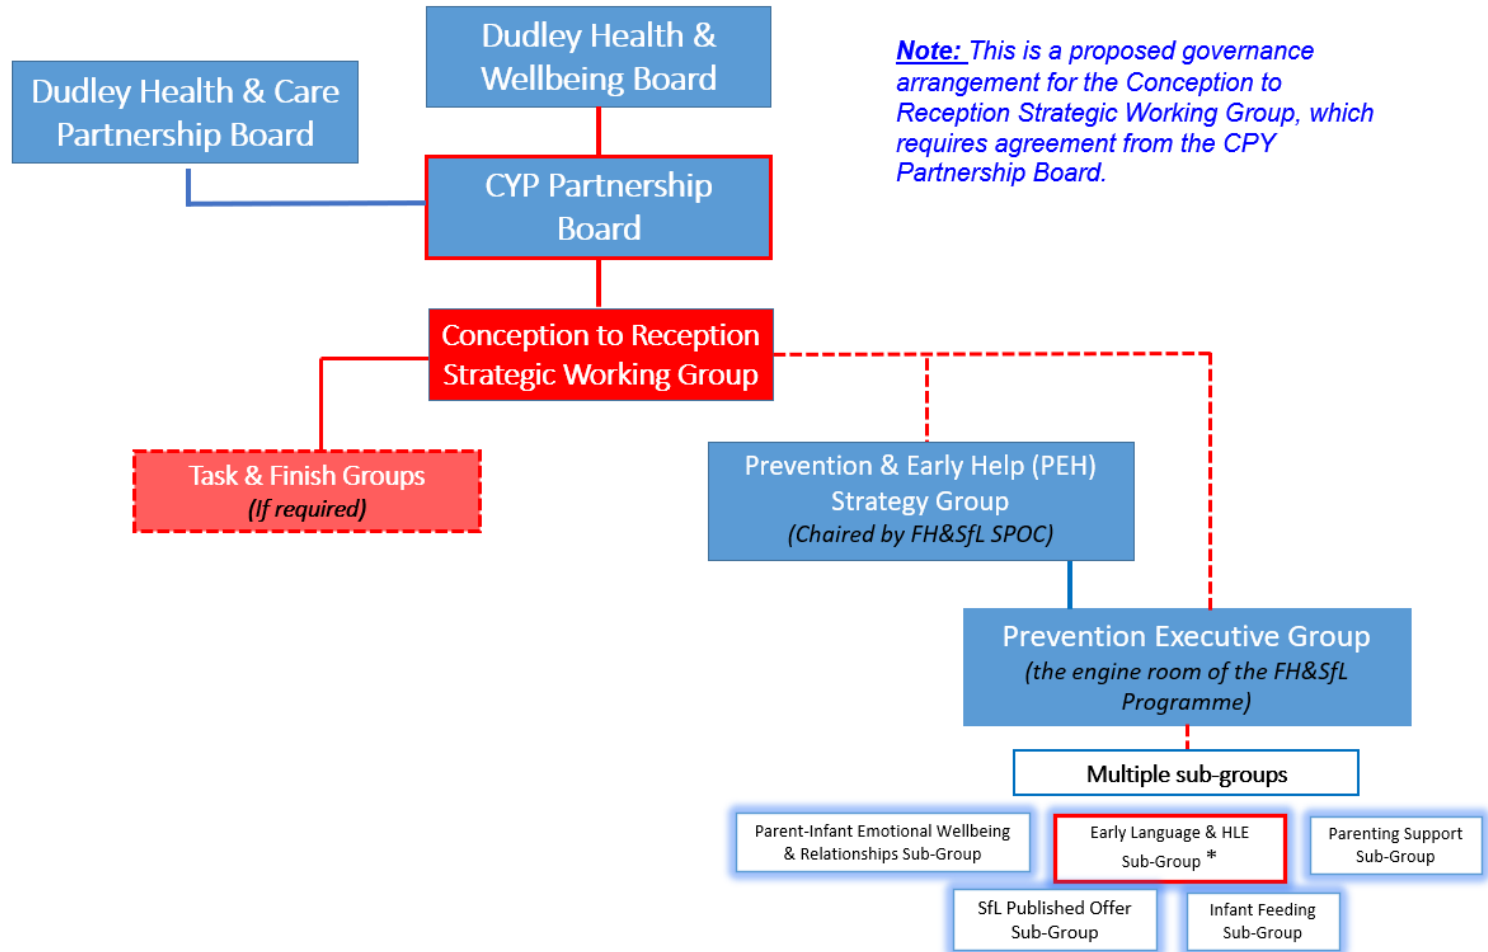 Dudley Health &
Wellbeing Board
Note: This is a proposed governance
arrangement for the Conception to
Reception Strategic Working Group, which
requires agreement from the CPY
Partnership Board.
Dudley Health & Care
Partnership Board
CYP Partnership
Board
Conception to Reception
Strategic Working Group
Task & Finish Groups
(If required)
Prevention & Early Help (PEH)
Strategy Group
(Chaired by FH&SfL SPOC)
Prevention Executive Group
(the engine room of the FH&SfL
Programme)
Multiple sub-groups
Parent-Infant Emotional Wellbeing
& Relationships Sub-Group
Early Language & HLE
Sub-Group *
Parenting Support
Sub-Group
SfL Published Offer
Sub-Group
Infant Feeding
Sub-Group